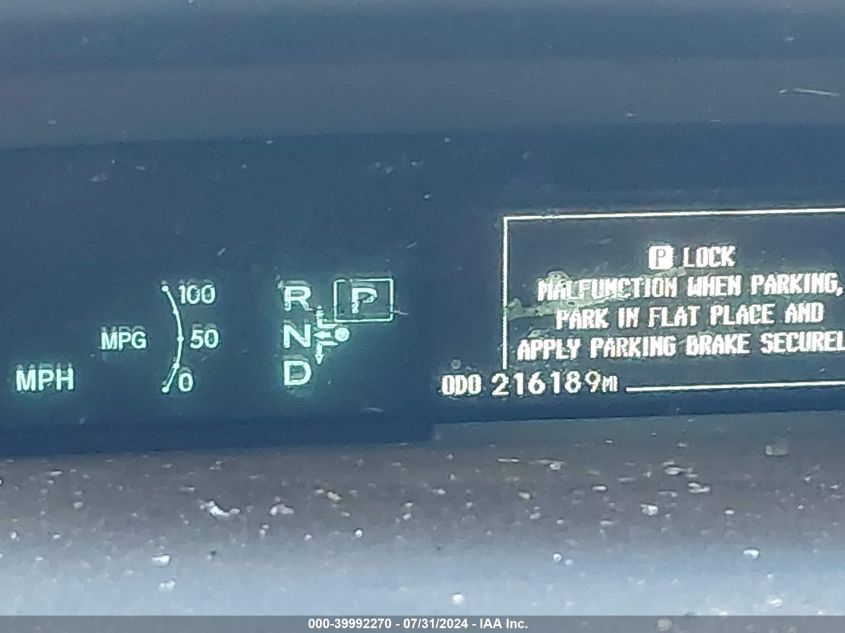 P LOCK
MALFUNCTION WHEN PARKING,
PARK IN FLAT PLACE AND
APPLY PARKING BRAKE SECUREL
100
MPG 50
0
MPH
R P
N
D
ODO 216189MI
000-39992270 - 07/31/2024 - IAA Inc.